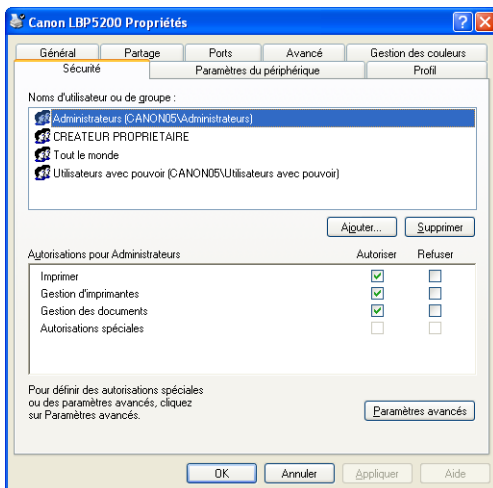 Canon LBP5200 Propriétés
Général Partage Ports Avancé Gestion des couleurs
Sécurité Paramètres du périphérique Profil
Noms d'utilisateur ou de groupe :
Administrateurs (CANON05\Administrateurs)
CREATEUR PROPRIETAIRE
Tout le monde
Utilisateurs avec pouvoir (CANON05\Utilisateurs avec pouvoir)
Ajouter... Supprimer
Autorisations pour Administrateurs Autoriser Refuser
Imprimer
Gestion d'imprimantes
Gestion des documents
Autorisations spéciales
Pour définir des autorisations spéciales
ou des paramètres avancés, cliquez
sur Paramètres avancés.
Paramètres avancés
OK Annuler Appliquer Aide